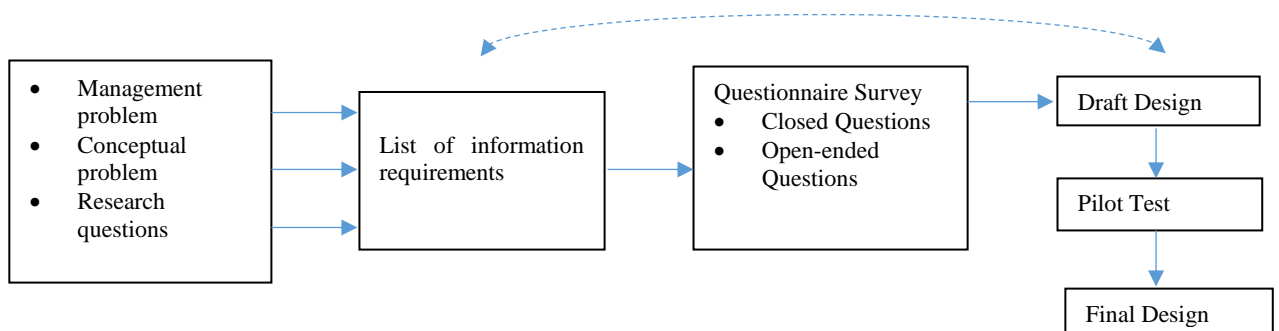 • Management
problem
• Conceptual
problem
• Research
questions
List of information
requirements
Questionnaire Survey
• Closed Questions
• Open-ended
Questions
Draft Design
Pilot Test
Final Design